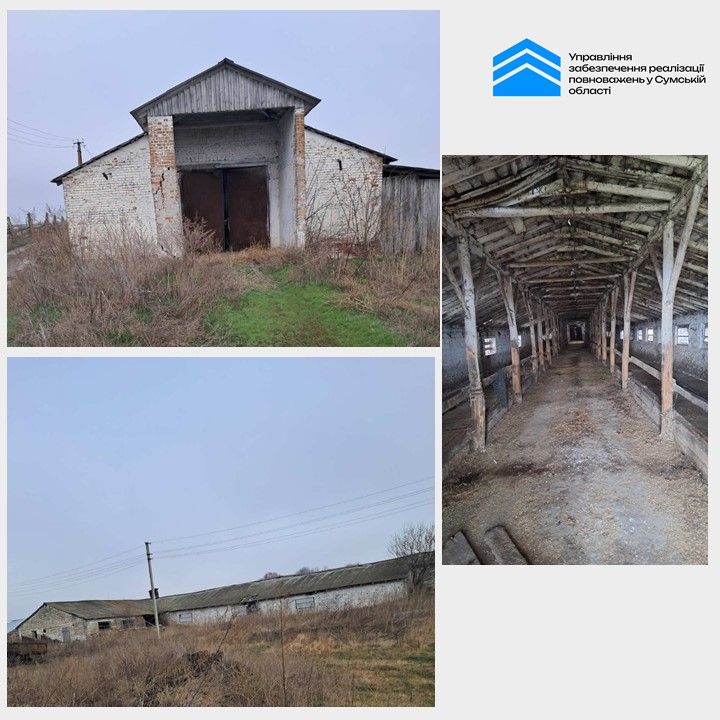 Управління
забезпечення реалізації
повноважень у Сумській
області